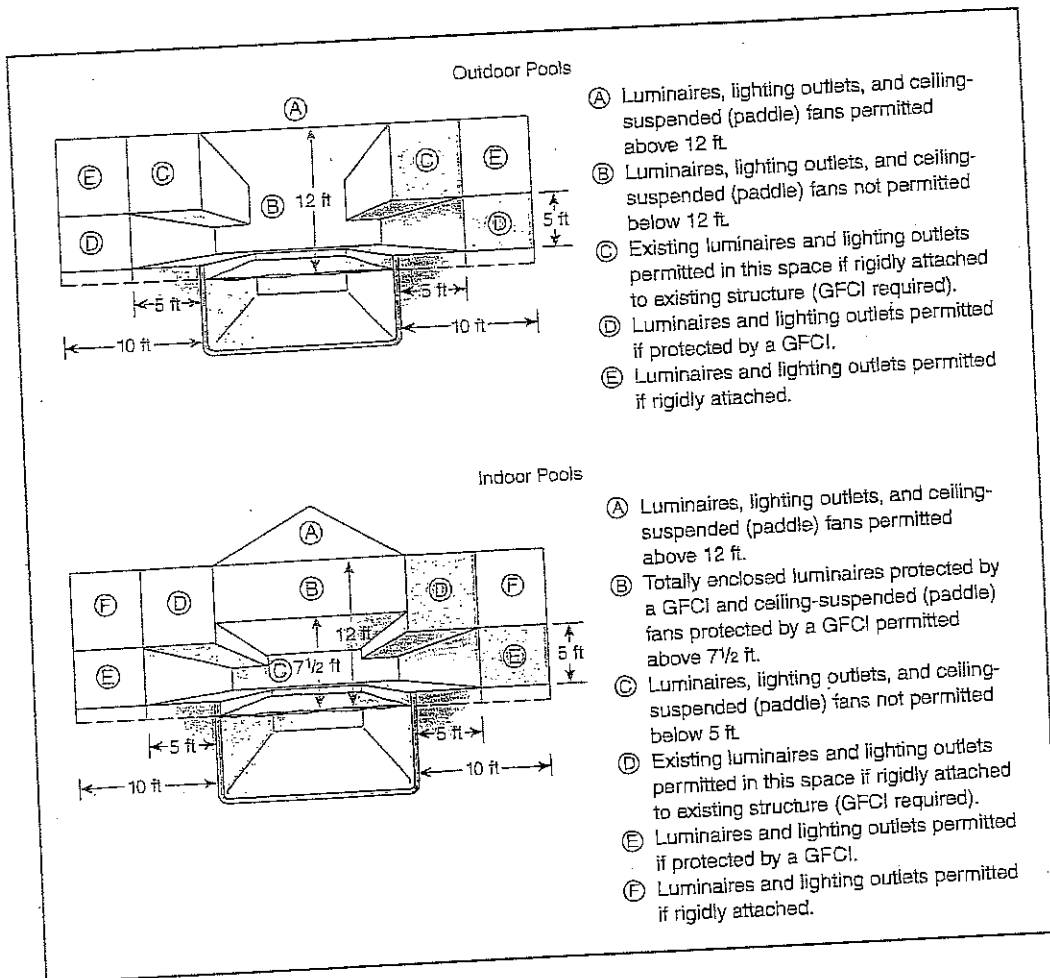 Outdoor Pools
Ⓐ
Ⓔ Ⓒ Ⓒ Ⓔ
Ⓑ 12 ft
Ⓓ Ⓓ 5 ft
5 ft 5 ft
10 ft 10 ft
Ⓐ Luminaires, lighting outlets, and ceiling-
suspended (paddle) fans permitted
above 12 ft.
Ⓑ Luminaires, lighting outlets, and ceiling-
suspended (paddle) fans not permitted
below 12 ft.
Ⓒ Existing luminaires and lighting outlets
permitted in this space if rigidly attached
to existing structure (GFCI required).
Ⓓ Luminaires and lighting outlets permitted
if protected by a GFCI.
Ⓔ Luminaires and lighting outlets permitted
if rigidly attached.
Indoor Pools
Ⓐ
Ⓕ Ⓓ Ⓑ Ⓓ Ⓕ
12 ft
Ⓔ Ⓒ 7 1/2 ft Ⓔ 5 ft
5 ft 5 ft
10 ft 10 ft
Ⓐ Luminaires, lighting outlets, and ceiling-
suspended (paddle) fans permitted
above 12 ft.
Ⓑ Totally enclosed luminaires protected by
a GFCI and ceiling-suspended (paddle)
fans protected by a GFCI permitted
above 7 1/2 ft.
Ⓒ Luminaires, lighting outlets, and ceiling-
suspended (paddle) fans not permitted
below 5 ft.
Ⓓ Existing luminaires and lighting outlets
permitted in this space if rigidly attached
to existing structure (GFCI required).
Ⓔ Luminaires and lighting outlets permitted
if protected by a GFCI.
Ⓕ Luminaires and lighting outlets permitted
if rigidly attached.